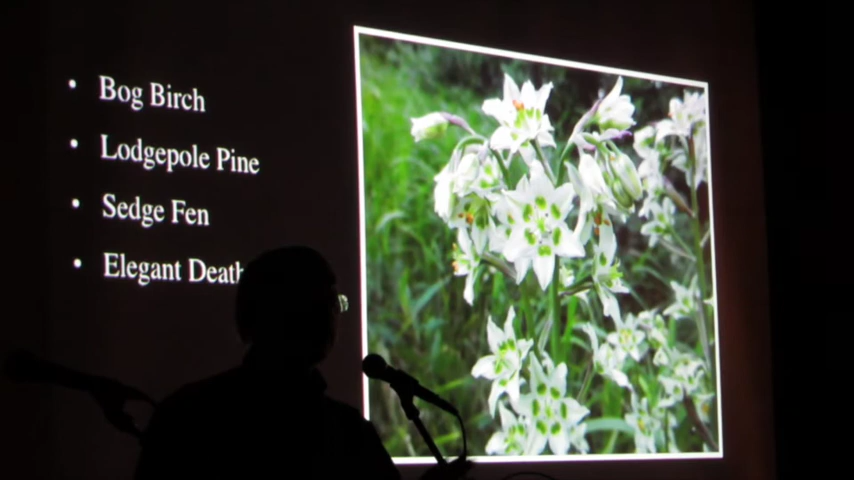 • Bog Birch
• Lodgepole Pine
• Sedge Fen
• Elegant Death